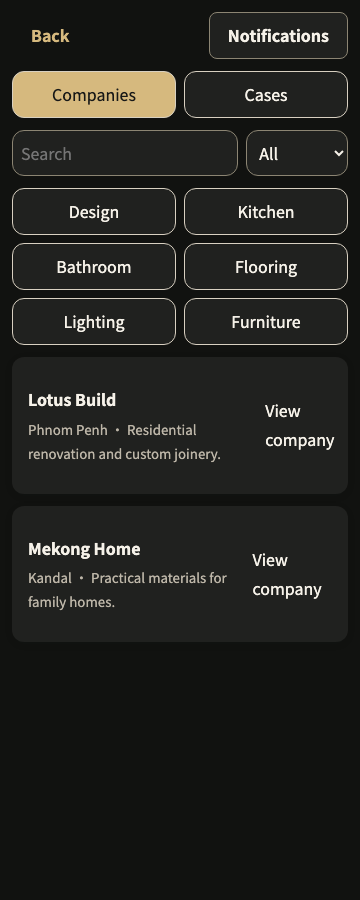 Back
Notifications
Companies
Cases
Search
All
Design
Kitchen
Bathroom
Flooring
Lighting
Furniture
Lotus Build
Phnom Penh • Residential
renovation and custom joinery.
View
company
Mekong Home
Kandal • Practical materials for
family homes.
View
company